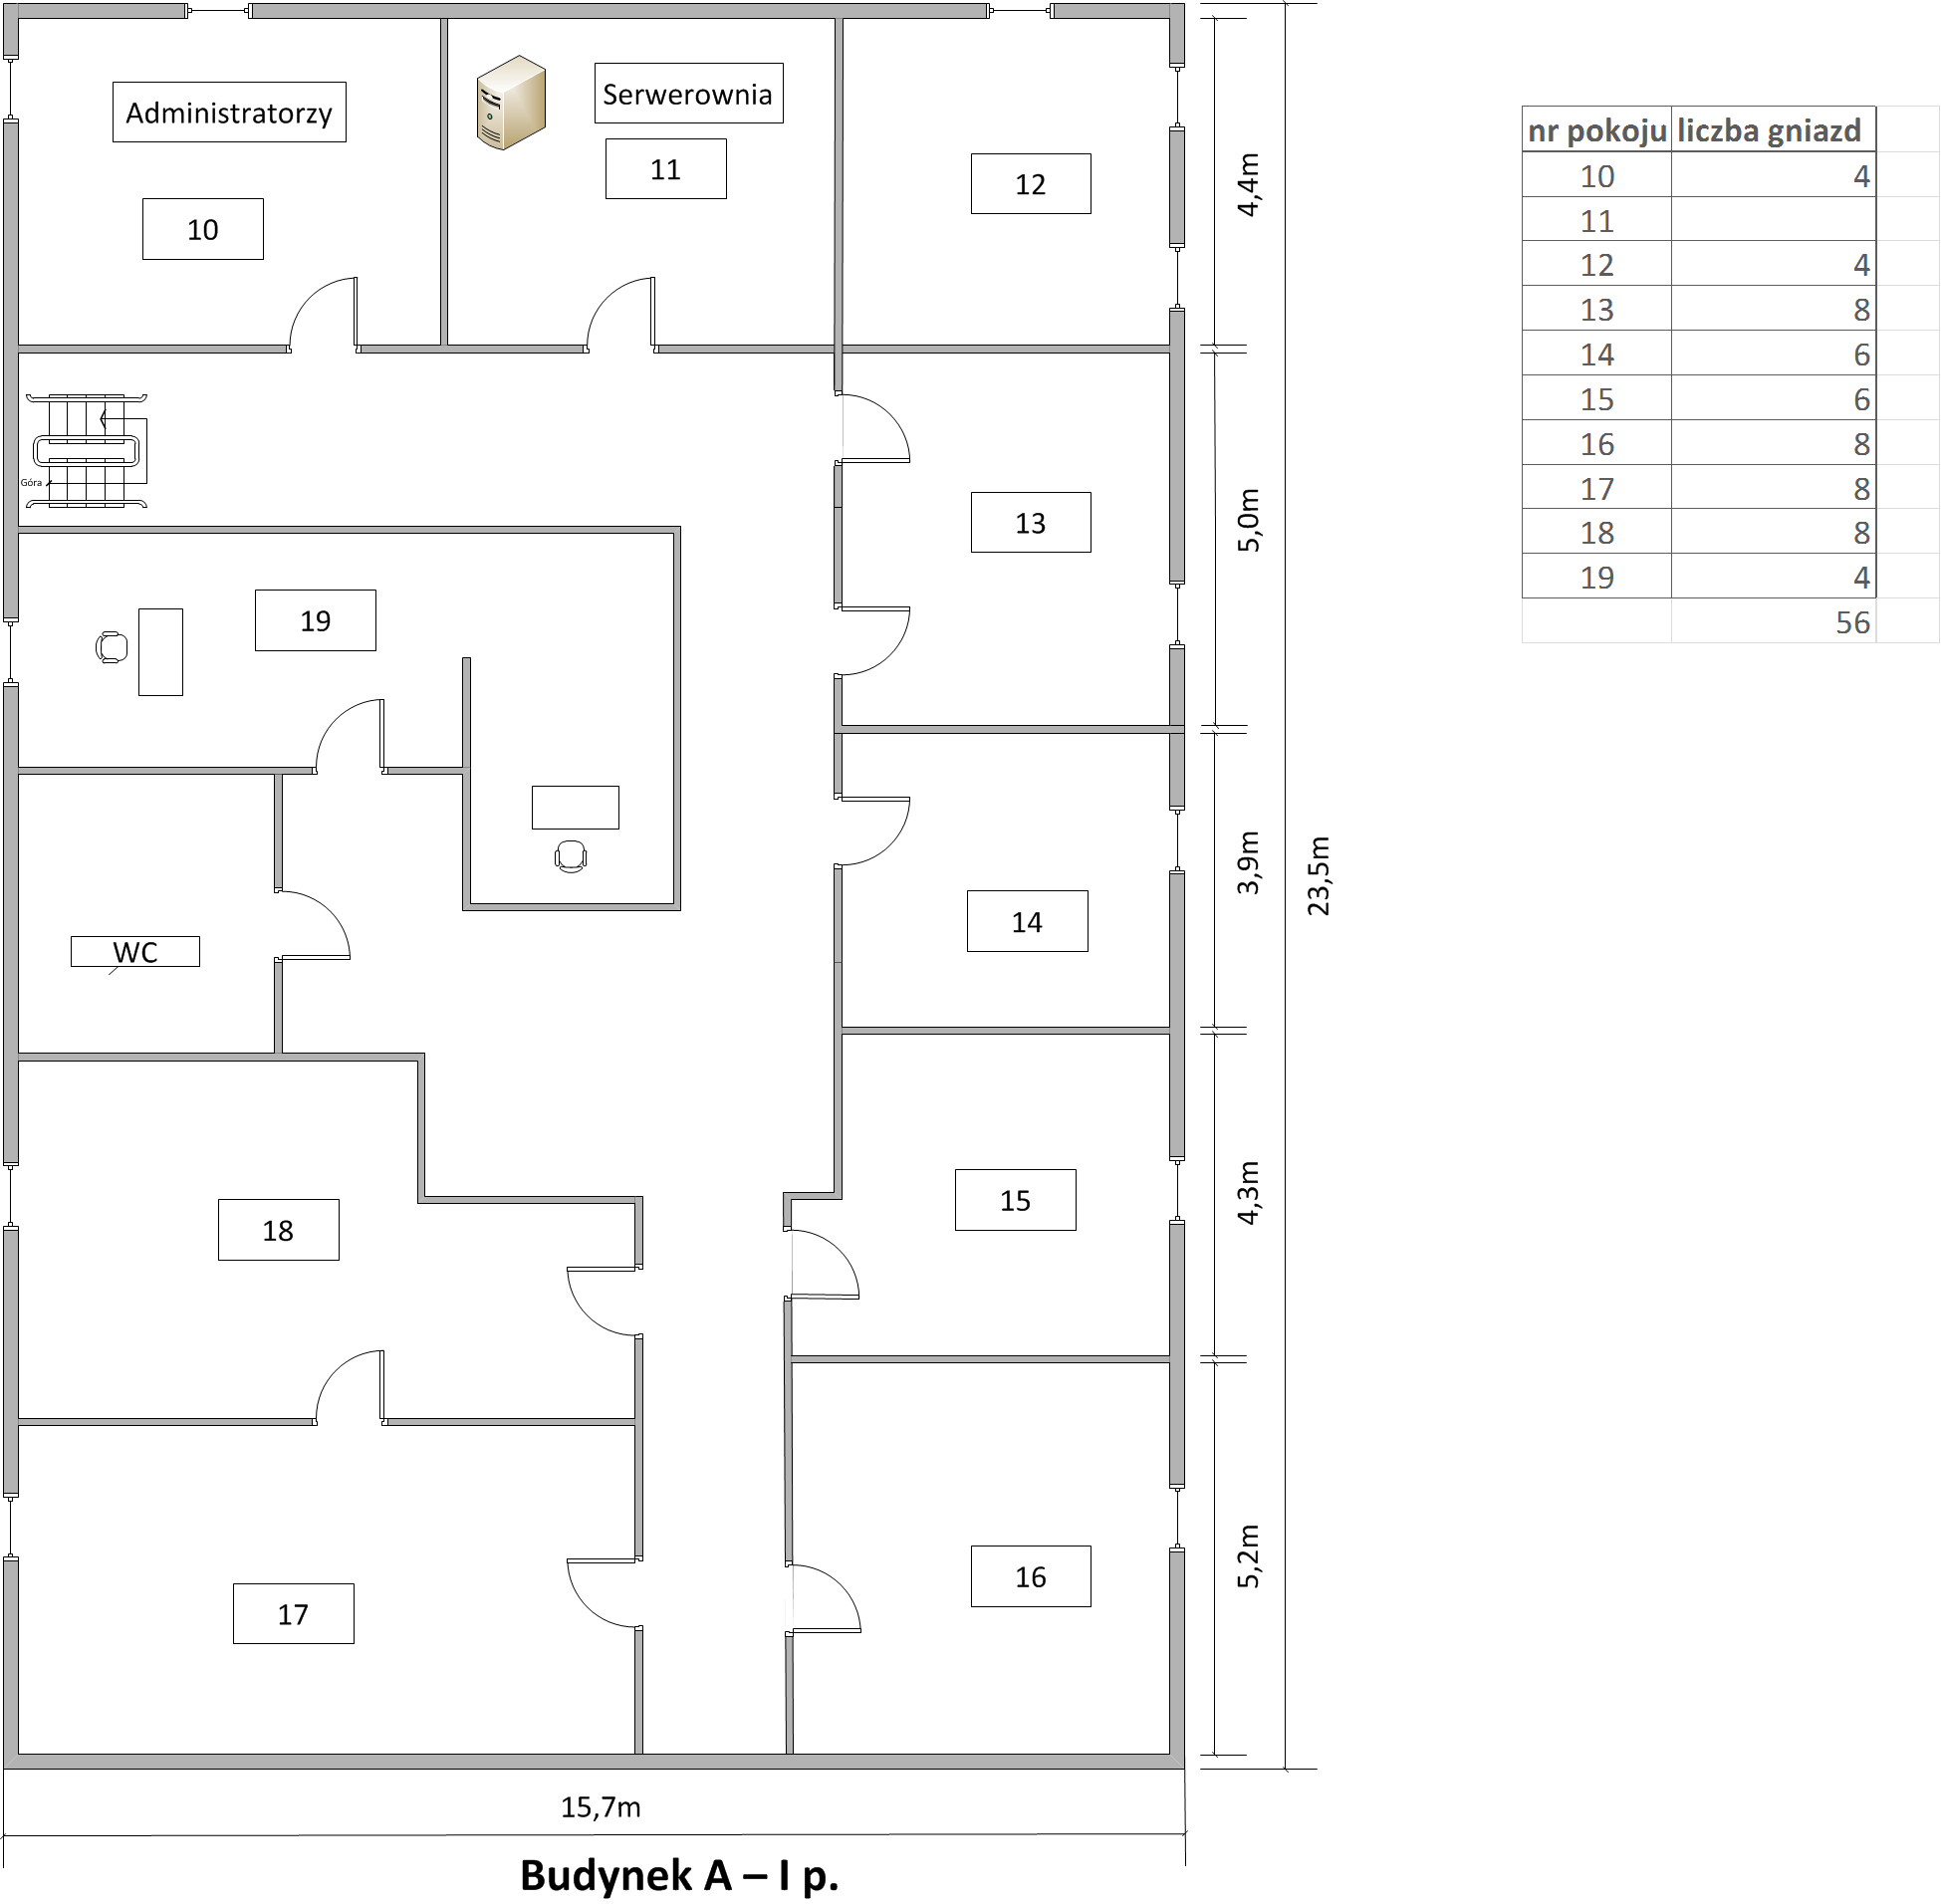 Administratorzy
10
Serwerownia
11
12
4,4m
Góra
13
5,0m
19
14
3,9m
23,5m
WC
15
4,3m
18
16
5,2m
17
15,7m
Budynek A – I p.
nr pokoju liczba gniazd
10 4
11
12 4
13 8
14 6
15 6
16 8
17 8
18 8
19 4
56